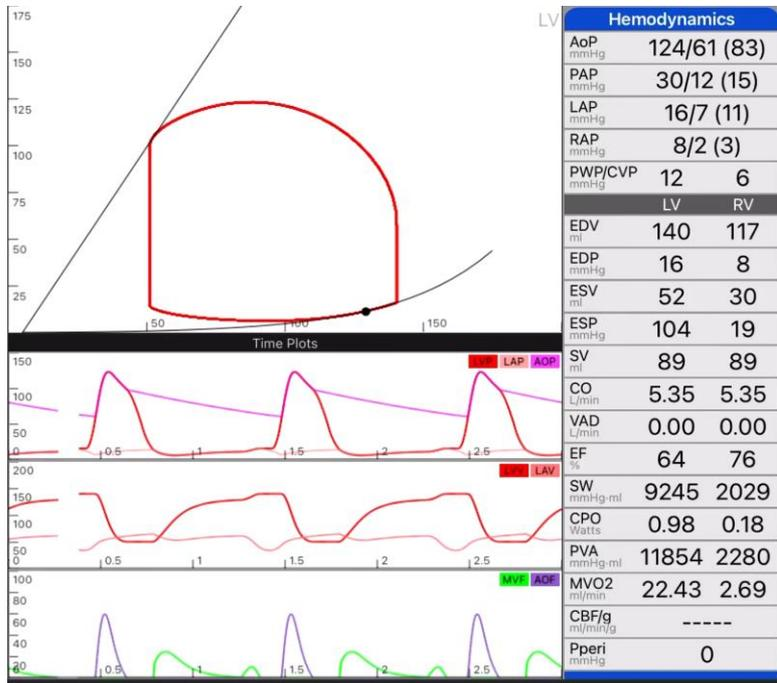 175
LV
150
125
100
75
50
25
50
100
150
Time Plots
150
LVP LAP AOP
100
50
0
0.5 1 1.5 2 2.5
200
LVV LAV
150
100
50
0
0.5 1 1.5 2 2.5
100
MVF AOF
80
60
40
20
0.5 1 1.5 2 2.5
Hemodynamics
AoP 124/61 (83)
mmHg
PAP 30/12 (15)
mmHg
LAP 16/7 (11)
mmHg
RAP 8/2 (3)
mmHg
PWP/CVP 12 6
mmHg
LV RV
EDV 140 117
ml
EDP 16 8
mmHg
ESV 52 30
ml
ESP 104 19
mmHg
SV 89 89
ml
CO 5.35 5.35
L/min
VAD 0.00 0.00
L/min
EF 64 76
%
SW 9245 2029
mmHg·ml
CPO 0.98 0.18
Watts
PVA 11854 2280
mmHg·ml
MVO2 22.43 2.69
ml/min
CBF/g -----
ml/min/g
Pperi 0
mmHg